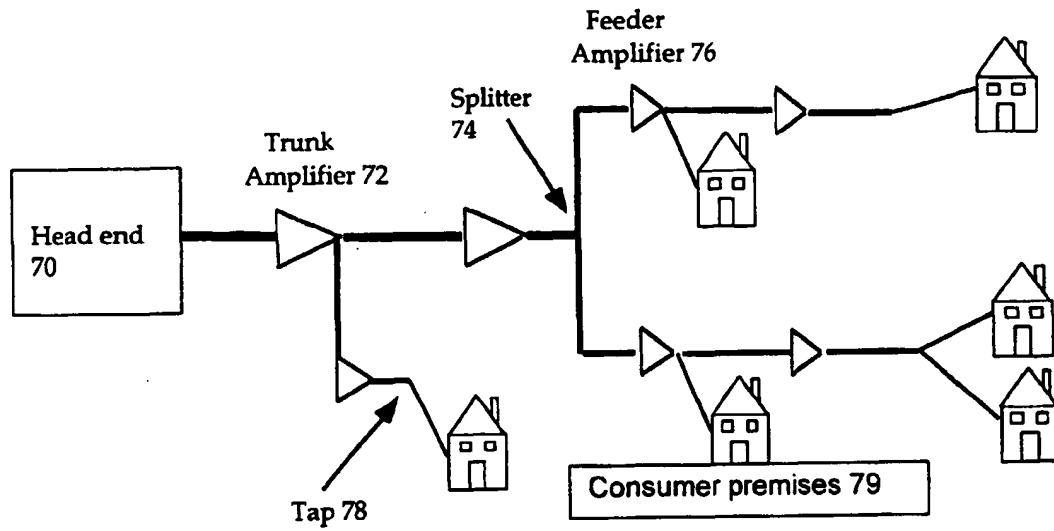 Feeder
Amplifier 76
Splitter
74
Trunk
Amplifier 72
Head end
70
Tap 78
Consumer premises 79